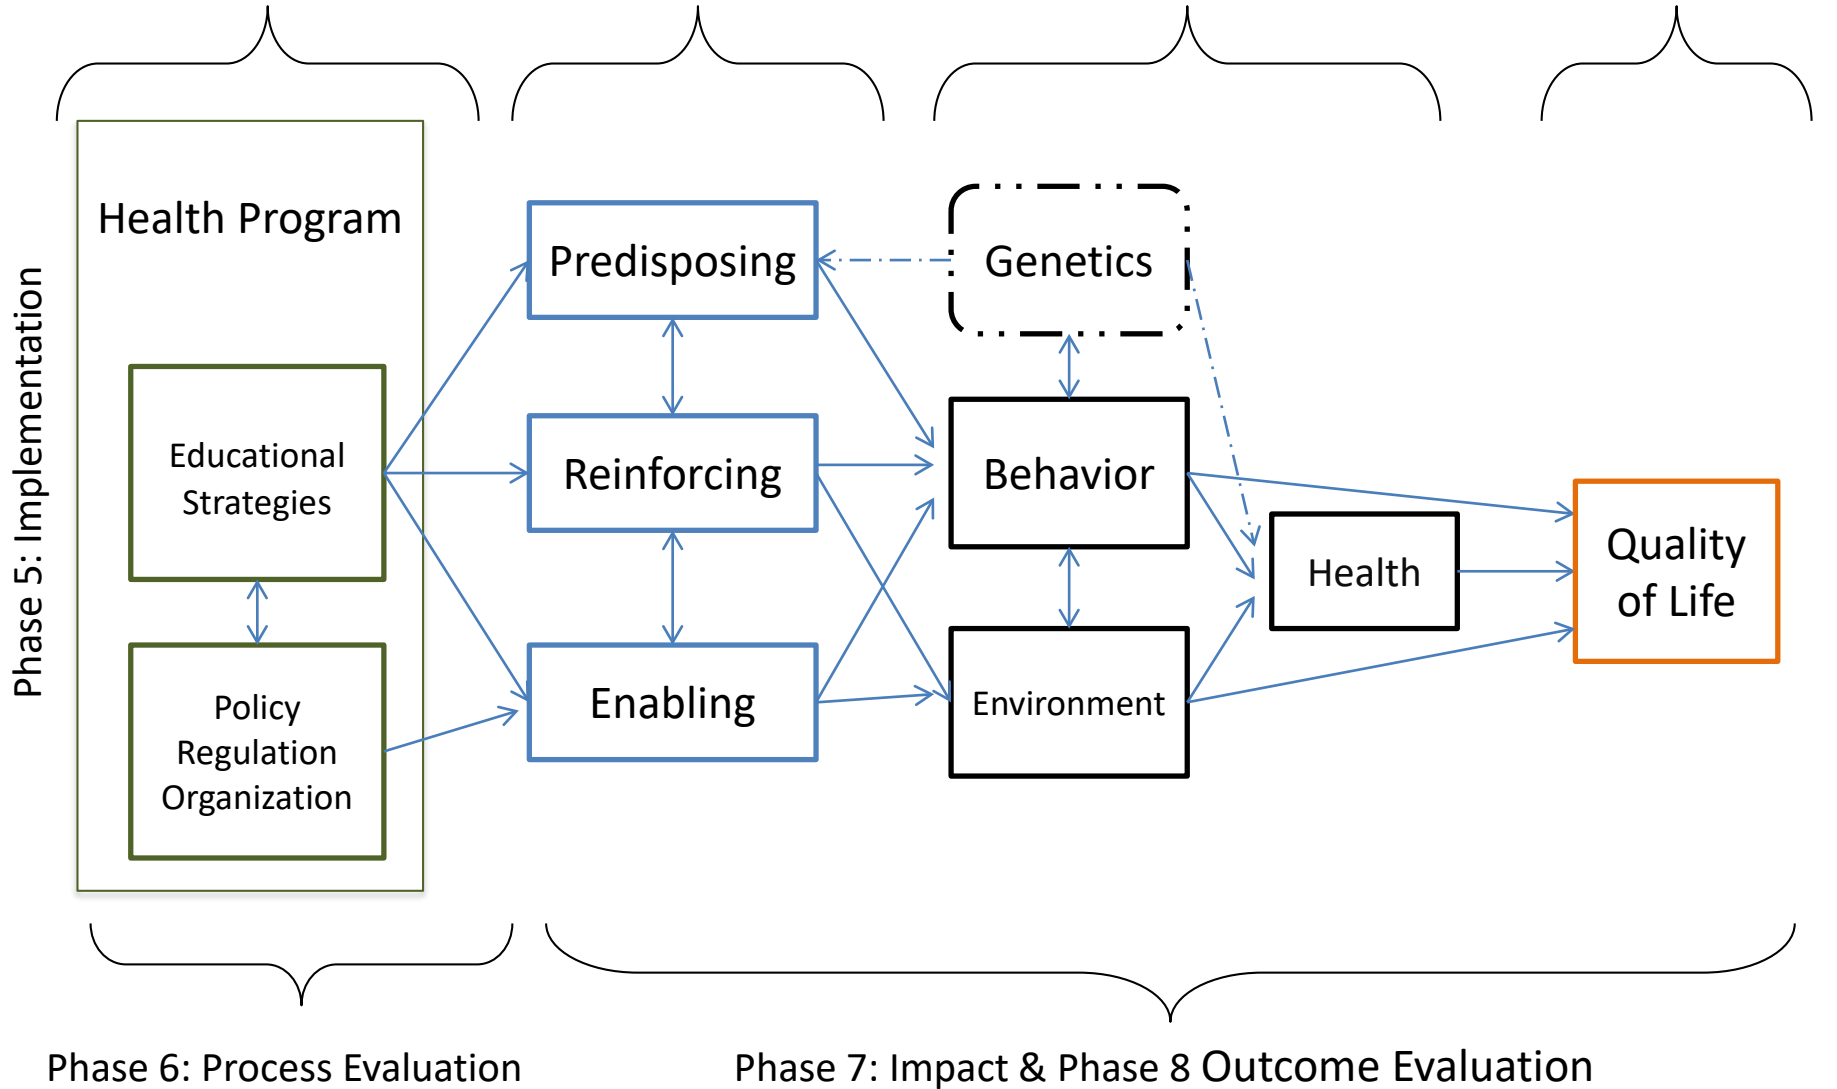 Phase 5: Implementation
Health Program
Educational
Strategies
Policy
Regulation
Organization
Predisposing
Reinforcing
Enabling
Genetics
Behavior
Environment
Health
Quality
of Life
Phase 6: Process Evaluation
Phase 7: Impact & Phase 8 Outcome Evaluation